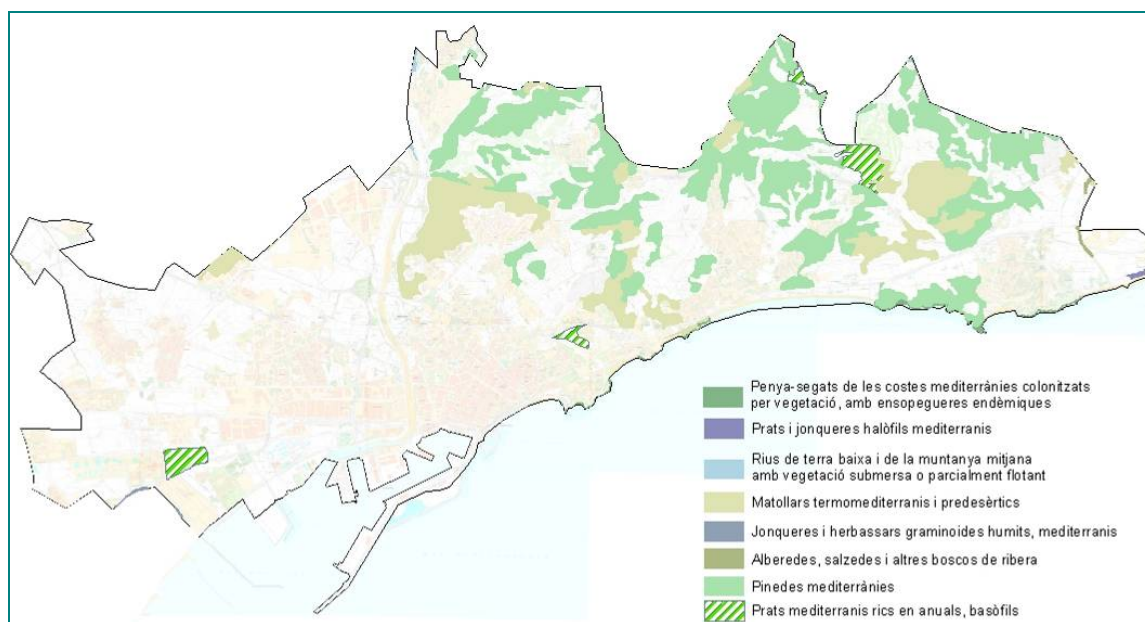 Penya-segats de les costes mediterrànies colonitzats
per vegetació, amb ensopegueres endèmiques
Prats i jonqueres halòfils mediterranis
Rius de terra baixa i de la muntanya mitjana
amb vegetació submersa o parcialment flotant
Matollars termomediterranis i predesèrtics
Jonqueres i herbassars graminoides humits, mediterranis
Alberedes, salzedes i altres boscos de ribera
Pinedes mediterrànies
Prats mediterranis rics en anuals, basòfils